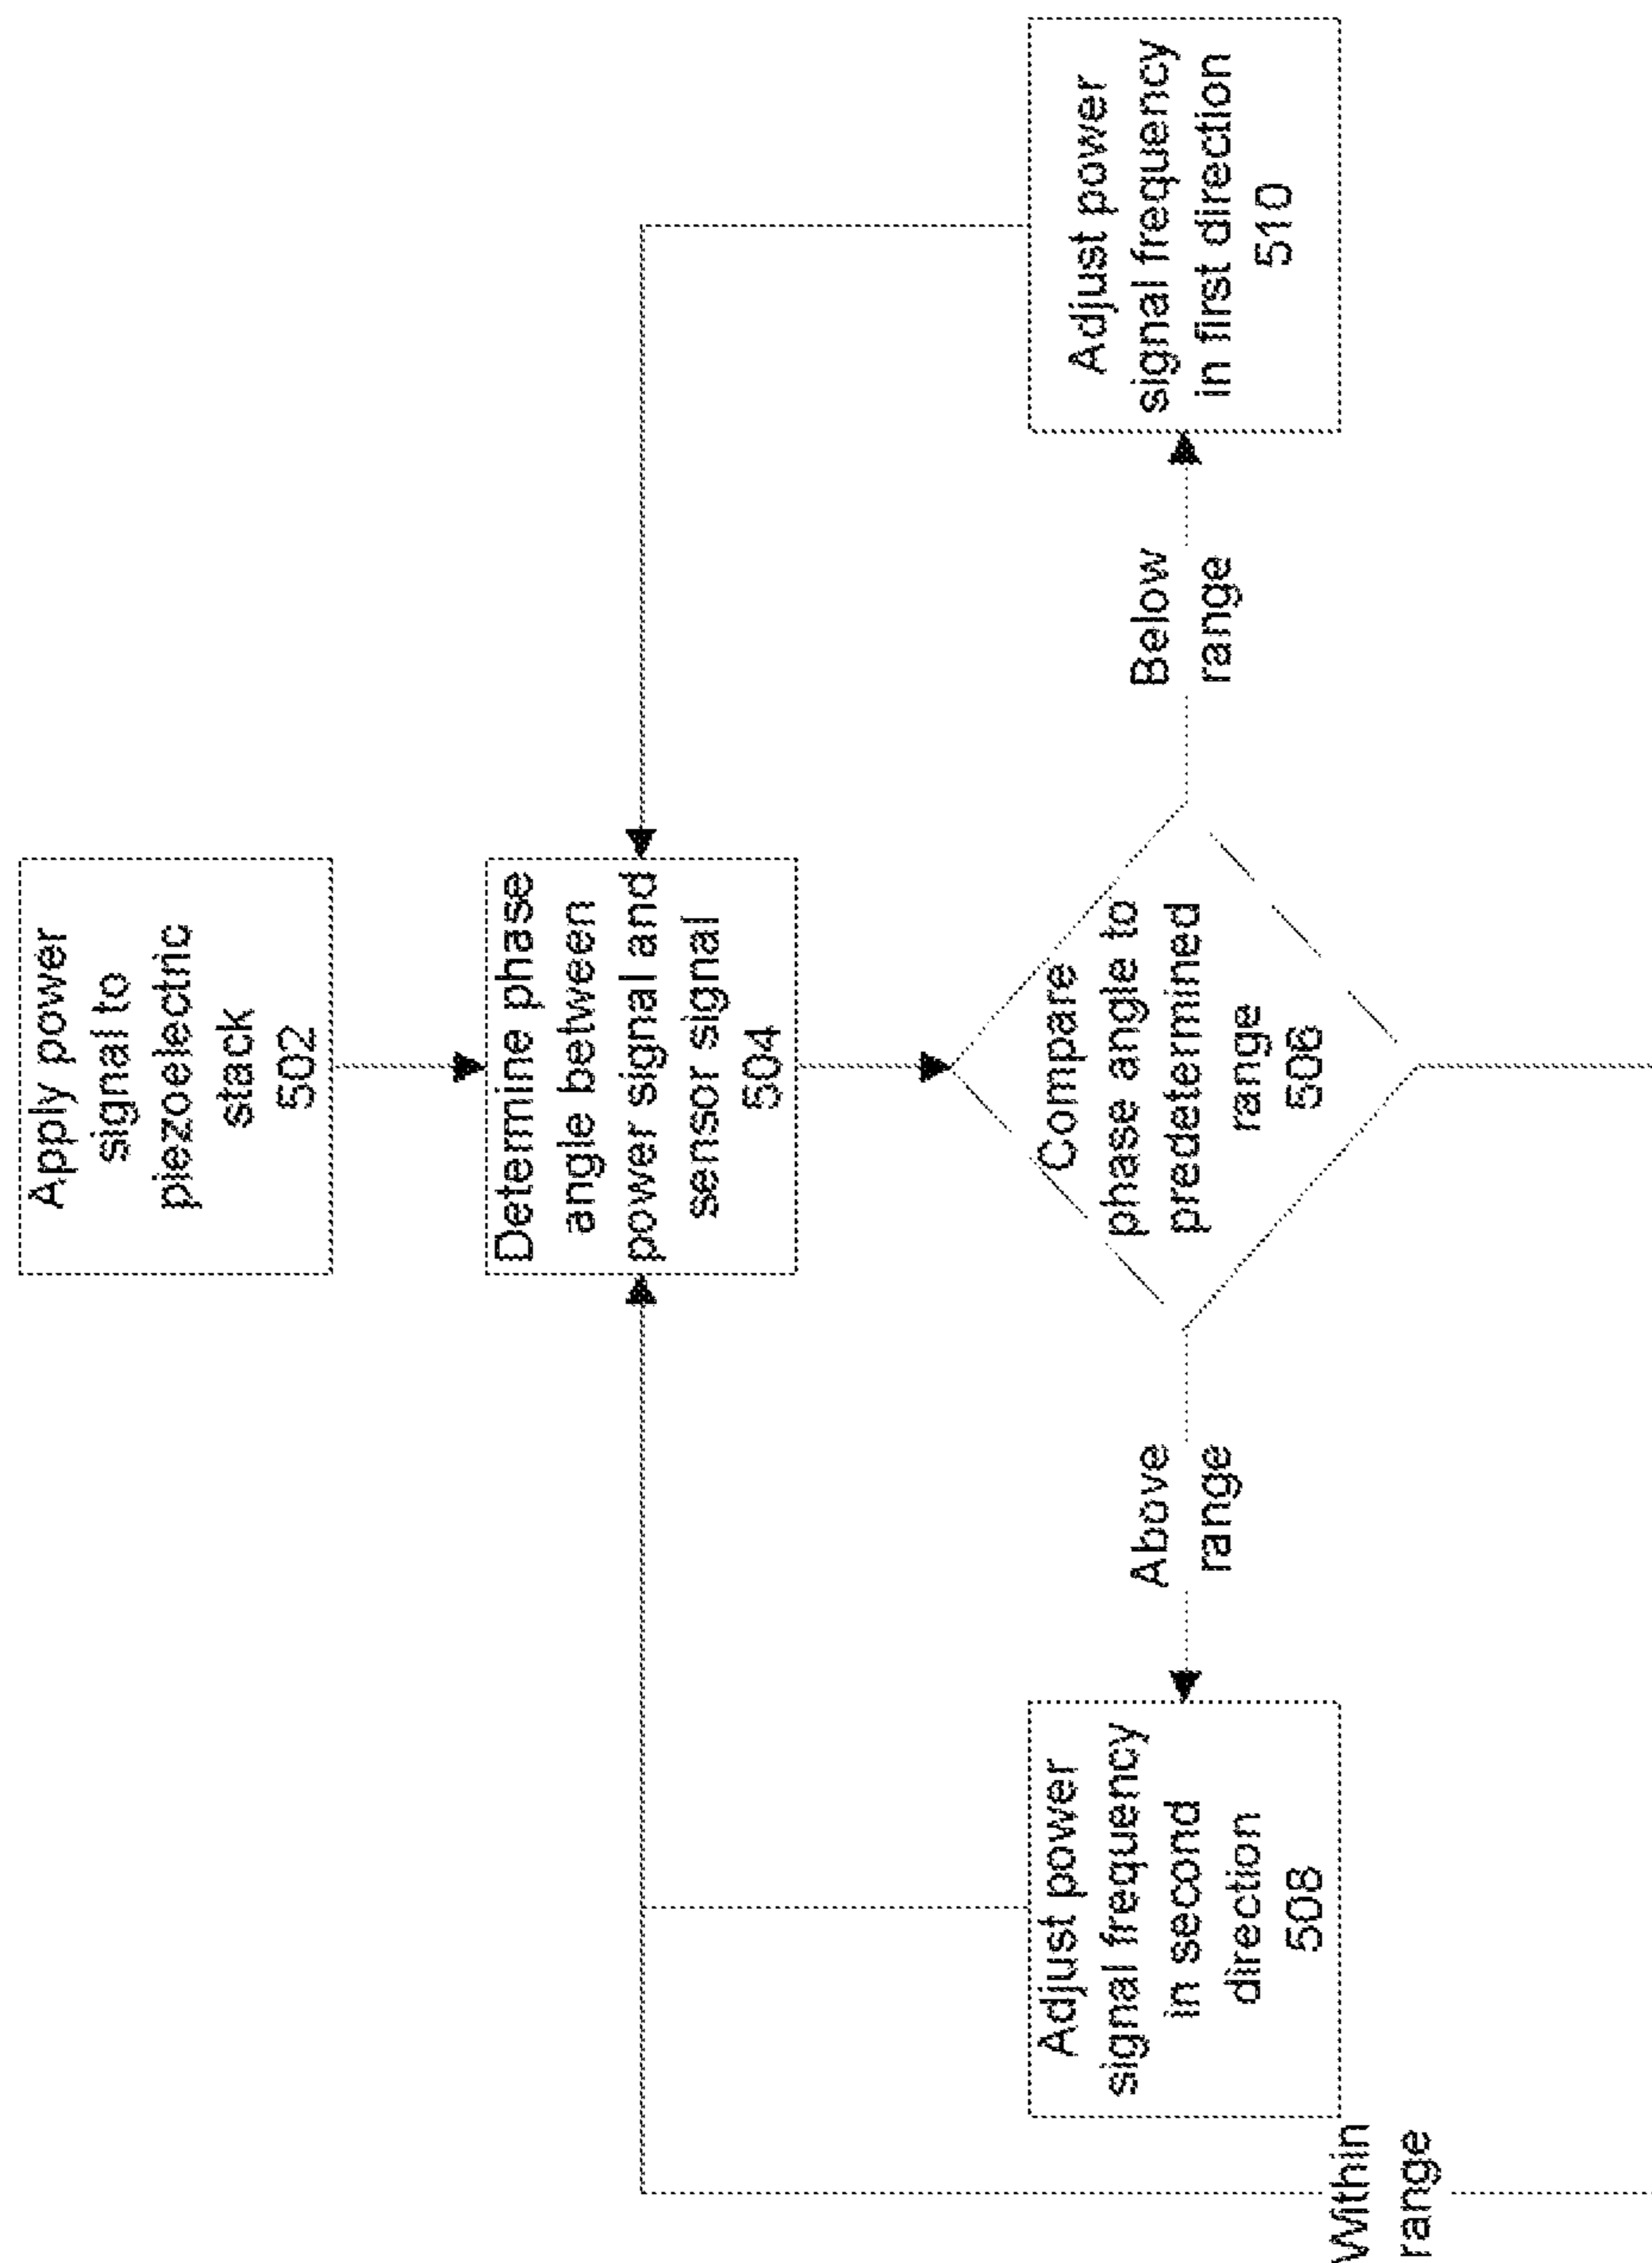 Apply power
signal to
piezoelectric
stack
502
Determine phase
angle between
power signal and
sensor signal
504
Compare
phase angle to
predetermined
range
506
Above
range
Below
range
Adjust power
signal frequency
in second
direction
508
Adjust power
signal frequency
in first direction
510
Within
range